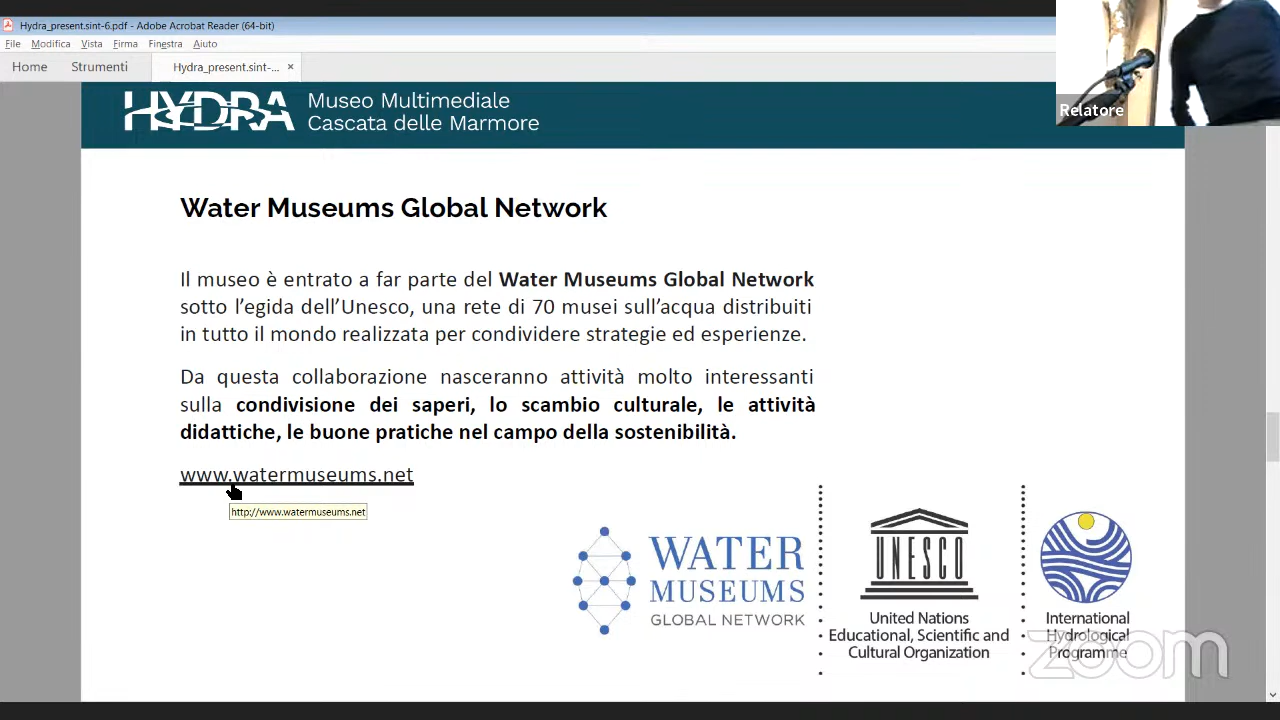 Hydra_present.sint-6.pdf - Adobe Acrobat Reader (64-bit)
File Modifica Vista Firma Finestra Aiuto
Home Strumenti Hydra_present.sint-... ×
Relatore
HYDRA Museo Multimediale
Cascata delle Marmore
Water Museums Global Network
Il museo è entrato a far parte del Water Museums Global Network
sotto l’egida dell’Unesco, una rete di 70 musei sull’acqua distribuiti
in tutto il mondo realizzata per condividere strategie ed esperienze.
Da questa collaborazione nasceranno attività molto interessanti
sulla condivisione dei saperi, lo scambio culturale, le attività
didattiche, le buone pratiche nel campo della sostenibilità.
www.watermuseums.net
http://www.watermuseums.net
WATER
MUSEUMS
GLOBAL NETWORK
UNESCO
United Nations
Educational, Scientific and
Cultural Organization
International
Hydrological
Programme
zoom